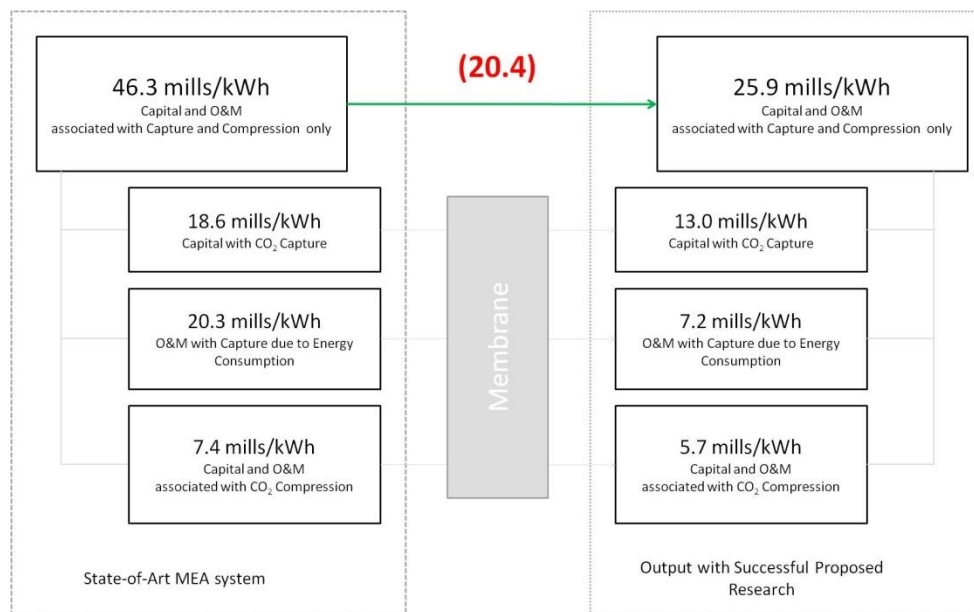 46.3 mills/kWh
Capital and O&M
associated with Capture and Compression only
(20.4)
25.9 mills/kWh
Capital and O&M
associated with Capture and Compression only
18.6 mills/kWh
Capital with CO₂ Capture
13.0 mills/kWh
Capital with CO₂ Capture
20.3 mills/kWh
O&M with Capture due to Energy
Consumption
Membrane
7.2 mills/kWh
O&M with Capture due to Energy
Consumption
7.4 mills/kWh
Capital and O&M
associated with CO₂ Compression
5.7 mills/kWh
Capital and O&M
associated with CO₂ Compression
State-of-Art MEA system
Output with Successful Proposed
Research